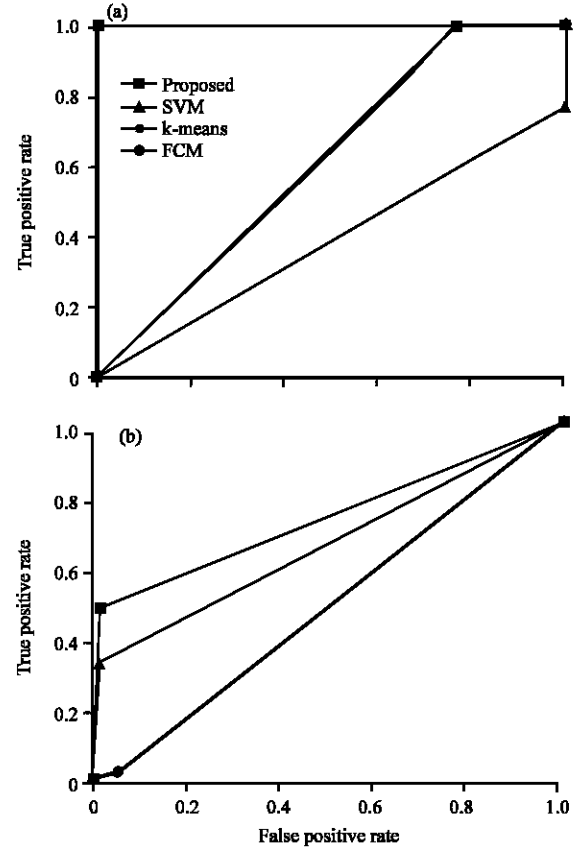 (a)
1.0
Proposed
SVM
0.8
k-means
FCM
0.6
True positive rate
0.4
0.2
0
(b)
1.0
0.8
0.6
True positive rate
0.4
0.2
0
0 0.2 0.4 0.6 0.8 1.0
False positive rate